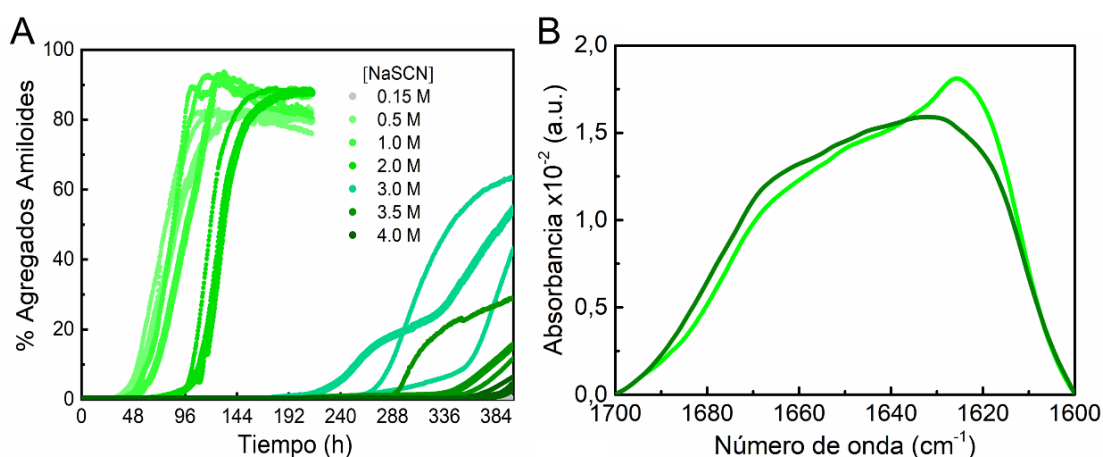 A
% Agregados Amiloides
100
80
60
40
20
0
0 48 96 144 192 240 288 336 384
Tiempo (h)
[NaSCN]
0.15 M
0.5 M
1.0 M
2.0 M
3.0 M
3.5 M
4.0 M
B
Absorbancia x10⁻² (a.u.)
2,0
1,5
1,0
0,5
0,0
1700 1680 1660 1640 1620 1600
Número de onda (cm⁻¹)